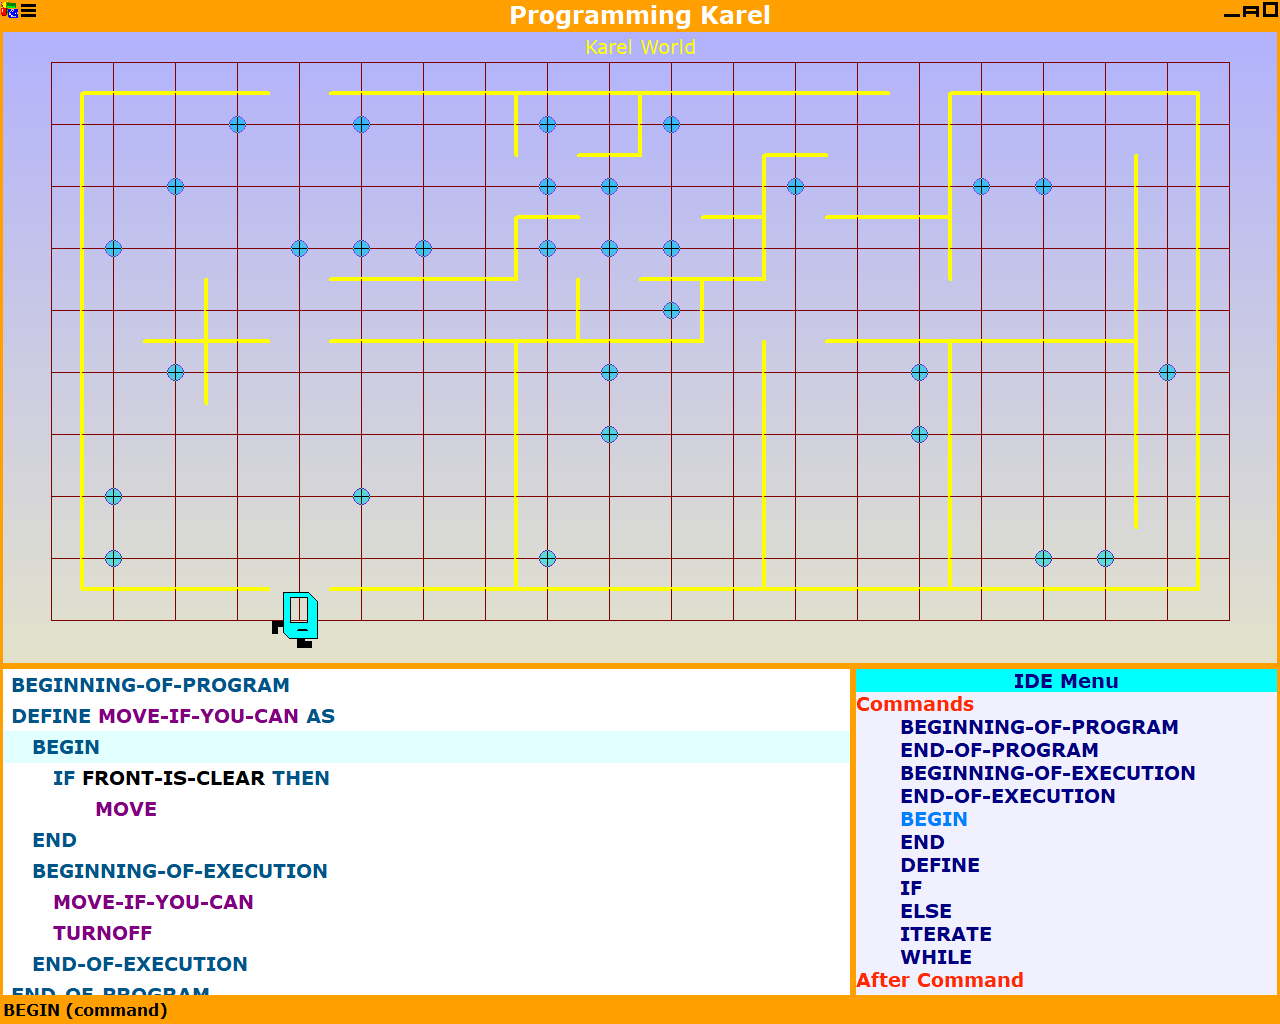 Programming Karel
Karel World
BEGINNING-OF-PROGRAM
DEFINE MOVE-IF-YOU-CAN AS
BEGIN
IF FRONT-IS-CLEAR THEN
MOVE
END
BEGINNING-OF-EXECUTION
MOVE-IF-YOU-CAN
TURNOFF
END-OF-EXECUTION
END-OF-PROGRAM
IDE Menu
Commands
BEGINNING-OF-PROGRAM
END-OF-PROGRAM
BEGINNING-OF-EXECUTION
END-OF-EXECUTION
BEGIN
END
DEFINE
IF
ELSE
ITERATE
WHILE
After Command
BEGIN (command)